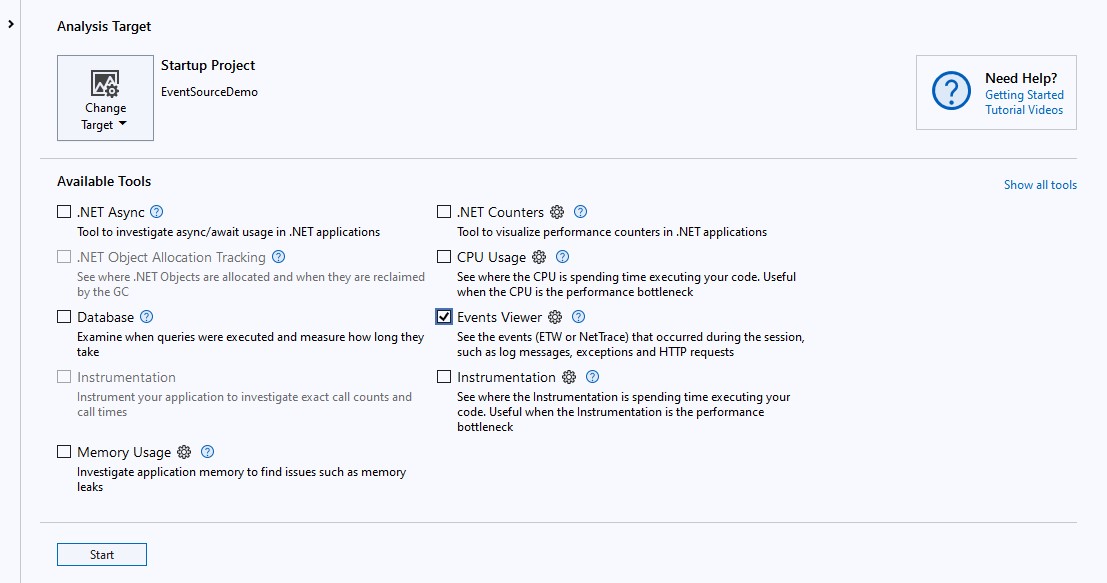 Analysis Target
Change
Target
Startup Project
EventSourceDemo
Need Help?
Getting Started
Tutorial Videos
Available Tools
Show all tools
.NET Async
Tool to investigate async/await usage in .NET applications
.NET Object Allocation Tracking
See where .NET Objects are allocated and when they are reclaimed
by the GC
Database
Examine when queries were executed and measure how long they
take
Instrumentation
Instrument your application to investigate exact call counts and
call times
Memory Usage
Investigate application memory to find issues such as memory
leaks
.NET Counters
Tool to visualize performance counters in .NET applications
CPU Usage
See where the CPU is spending time executing your code. Useful
when the CPU is the performance bottleneck
Events Viewer
See the events (ETW or NetTrace) that occurred during the session,
such as log messages, exceptions and HTTP requests
Instrumentation
See where the Instrumentation is spending time executing your
code. Useful when the Instrumentation is the performance
bottleneck
Start